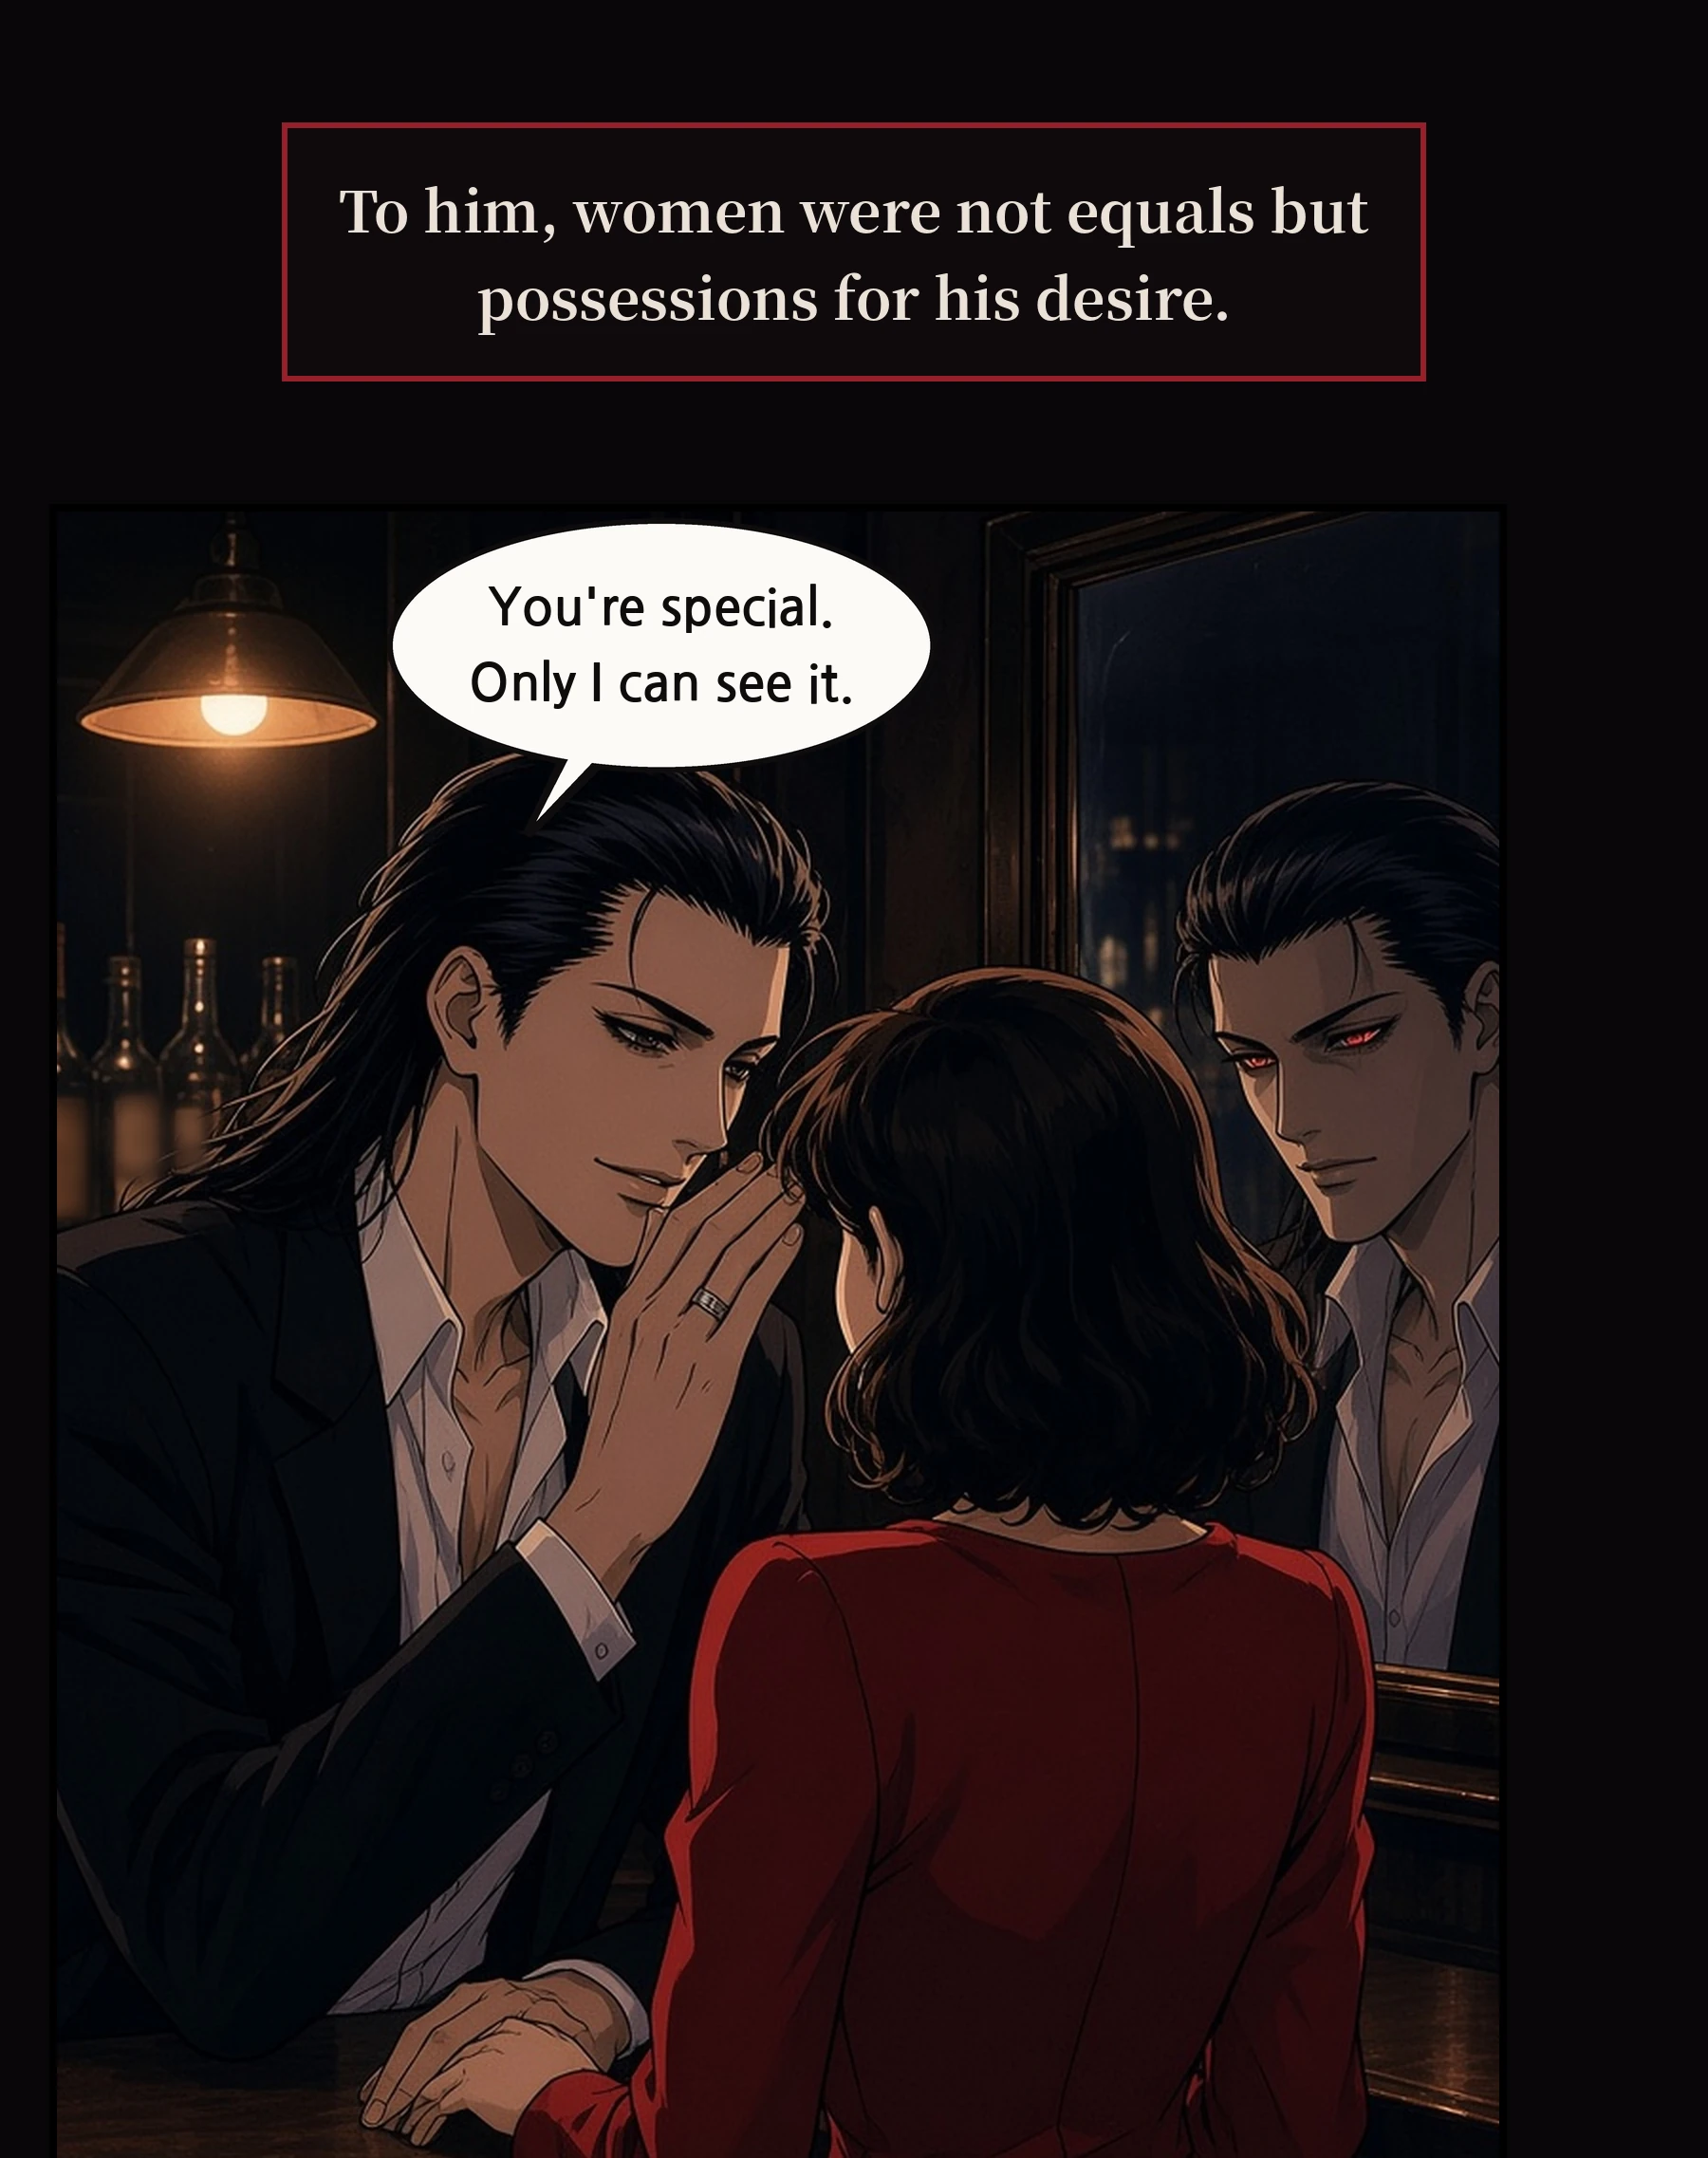 To him, women were not equals but
possessions for his desire.
You're special.
Only I can see it.